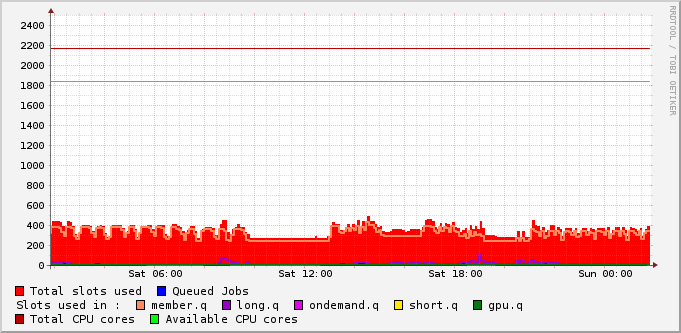 RRDTOOL / TOBI OETIKER
2400
2200
2000
1800
1600
1400
1200
1000
800
600
400
200
0
Sat 06:00 Sat 12:00 Sat 18:00 Sun 00:00
Total slots used Queued Jobs
Slots used in : member.q long.q ondemand.q short.q gpu.q
Total CPU cores Available CPU cores